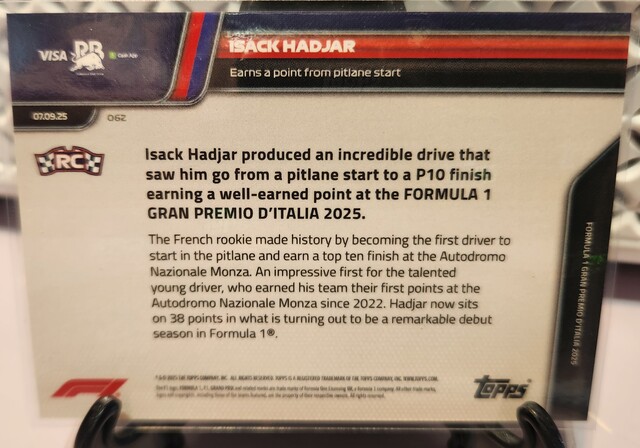 VISA
RB
Cash App
ISACK HADJAR
Earns a point from pitlane start
07.09.25
062
RC
Isack Hadjar produced an incredible drive that
saw him go from a pitlane start to a P10 finish
earning a well-earned point at the FORMULA 1
GRAN PREMIO D'ITALIA 2025.
The French rookie made history by becoming the first driver to
start in the pitlane and earn a top ten finish at the Autodromo
Nazionale Monza. An impressive first for the talented
young driver, who earned his team their first points at the
Autodromo Nazionale Monza since 2022. Hadjar now sits
on 38 points in what is turning out to be a remarkable debut
season in Formula 1®.
FORMULA 1 GRAN PREMIO D'ITALIA 2025
F1
Topps